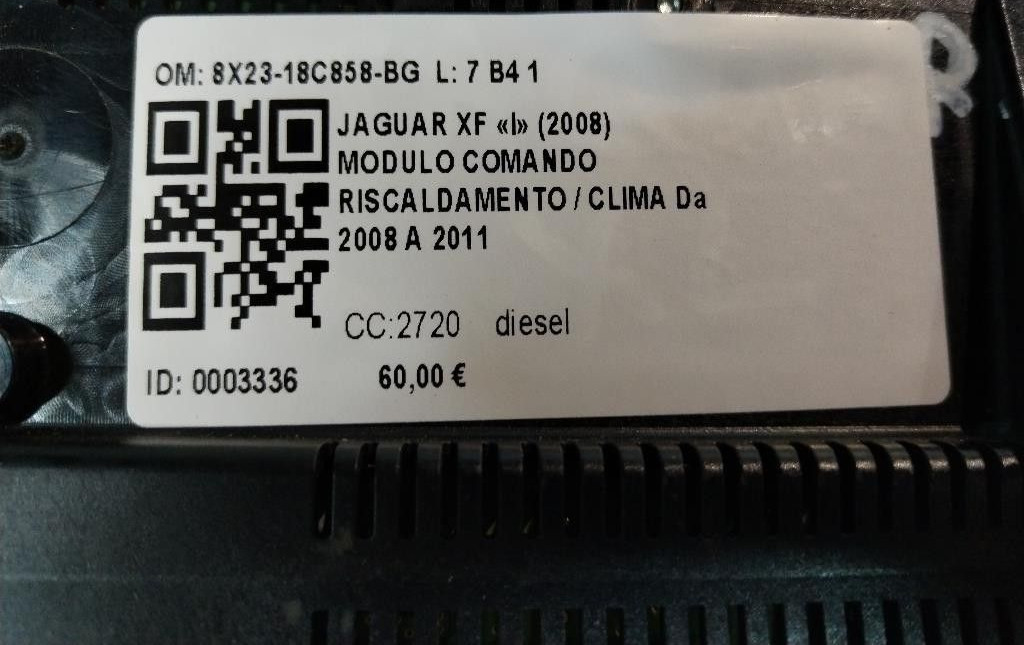 OM: 8X23-18C858-BG L: 7 B4 1
JAGUAR XF «I» (2008)
MODULO COMANDO
RISCALDAMENTO / CLIMA Da
2008 A 2011
CC:2720 diesel
ID: 0003336 60,00 €